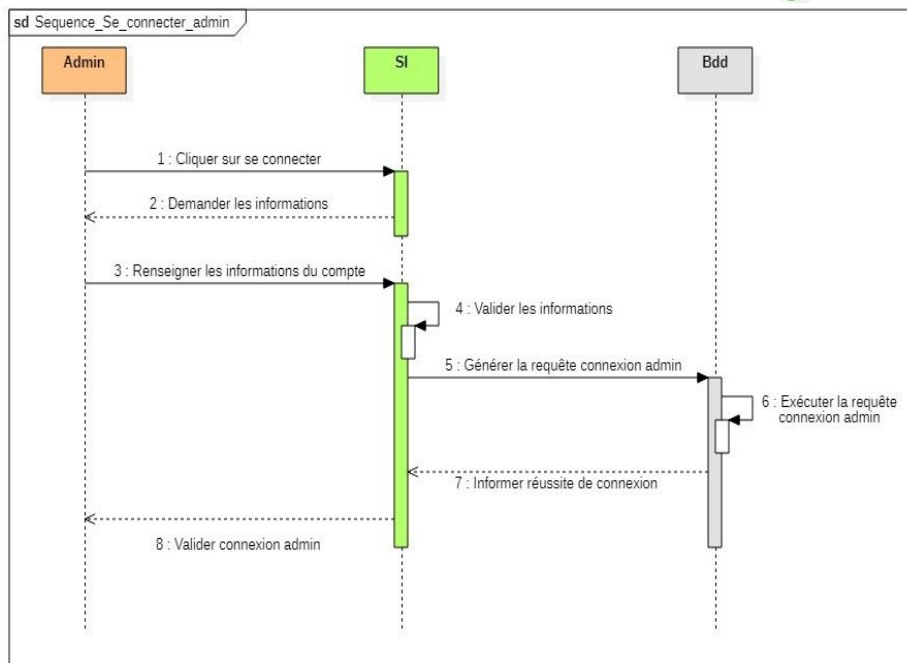 sd Sequence_Se_connecter_admin
Admin
SI
Bdd
1 : Cliquer sur se connecter
2 : Demander les informations
3 : Renseigner les informations du compte
4 : Valider les informations
5 : Générer la requête connexion admin
6 : Exécuter la requête
connexion admin
7 : Informer réussite de connexion
8 : Valider connexion admin